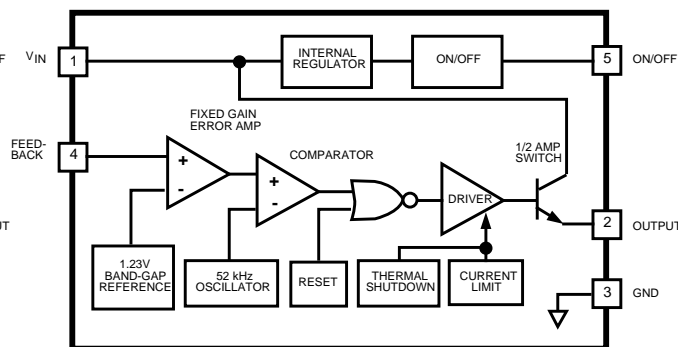 F
V IN
1
INTERNAL
REGULATOR
ON/OFF
5
ON/OFF
FIXED GAIN
ERROR AMP
FEED-
BACK
4
+
-
COMPARATOR
+
-
1/2 AMP
SWITCH
DRIVER
2
OUTPUT
UT
1.23V
BAND-GAP
REFERENCE
52 kHz
OSCILLATOR
RESET
THERMAL
SHUTDOWN
CURRENT
LIMIT
3
GND